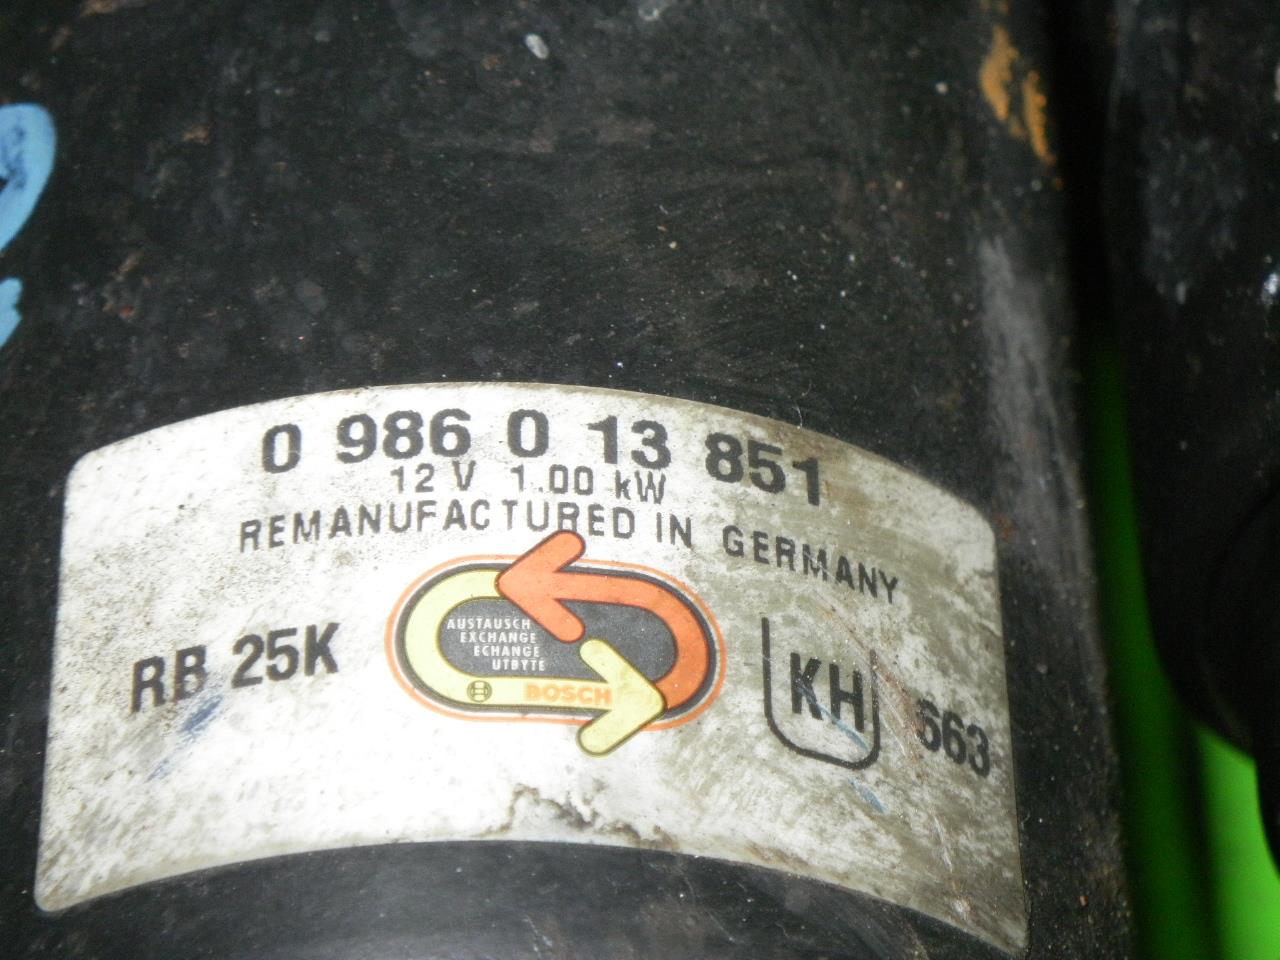 0 986 0 13 851
12 V 1.00 kW
REMANUFACTURED IN GERMANY
RB 25K
AUSTAUSCH
EXCHANGE
ECHANGE
UTBYTE
BOSCH
KH
663